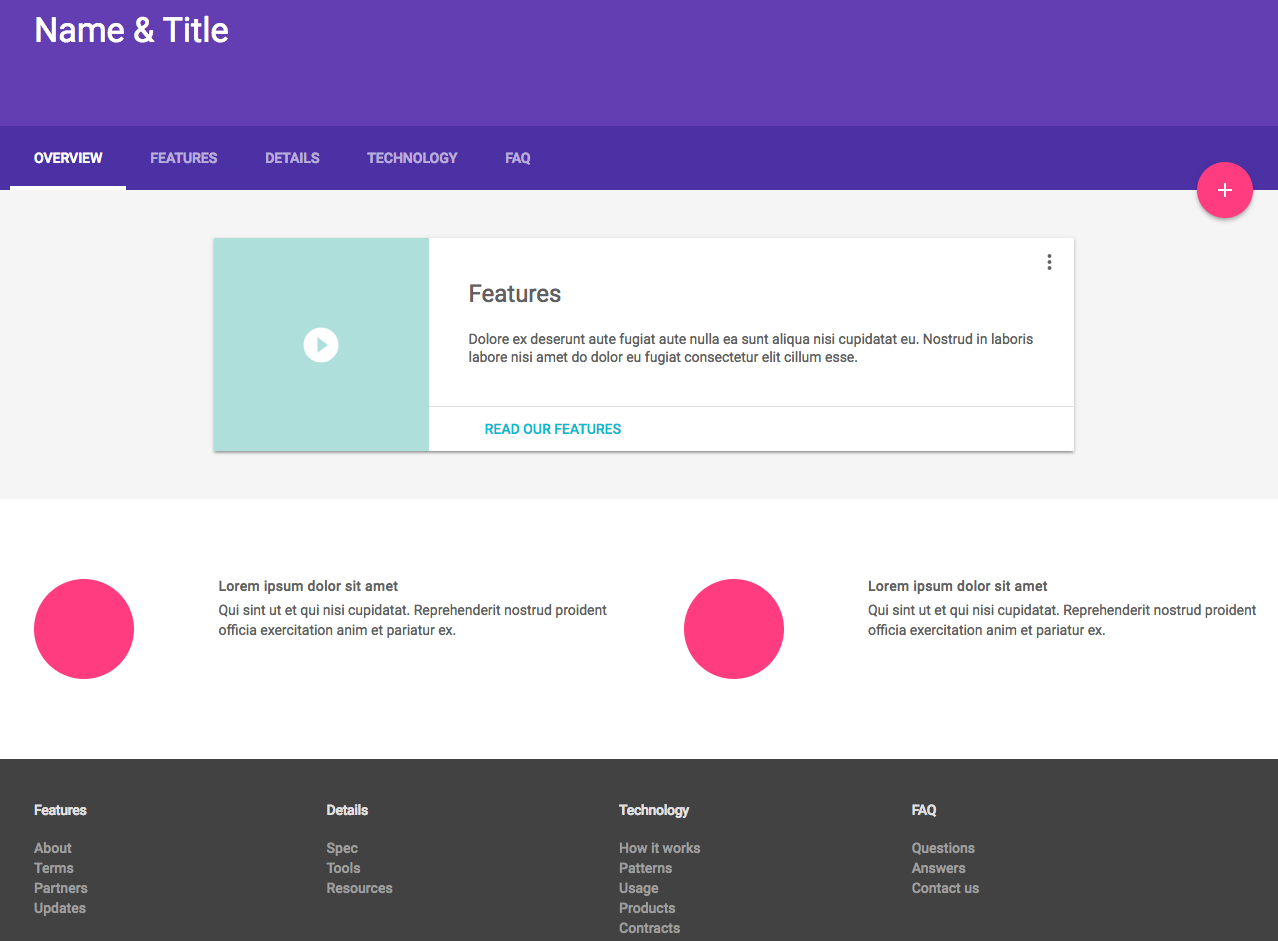 Name & Title
OVERVIEW
FEATURES
DETAILS
TECHNOLOGY
FAQ
+
Features
Dolore ex deserunt aute fugiat aute nulla ea sunt aliqua nisi cupidatat eu. Nostrud in laboris
labore nisi amet do dolor eu fugiat consectetur elit cillum esse.
READ OUR FEATURES
Lorem ipsum dolor sit amet
Qui sint ut et qui nisi cupidatat. Reprehenderit nostrud proident
officia exercitation anim et pariatur ex.
Lorem ipsum dolor sit amet
Qui sint ut et qui nisi cupidatat. Reprehenderit nostrud proident
officia exercitation anim et pariatur ex.
Features
About
Terms
Partners
Updates
Details
Spec
Tools
Resources
Technology
How it works
Patterns
Usage
Products
Contracts
FAQ
Questions
Answers
Contact us